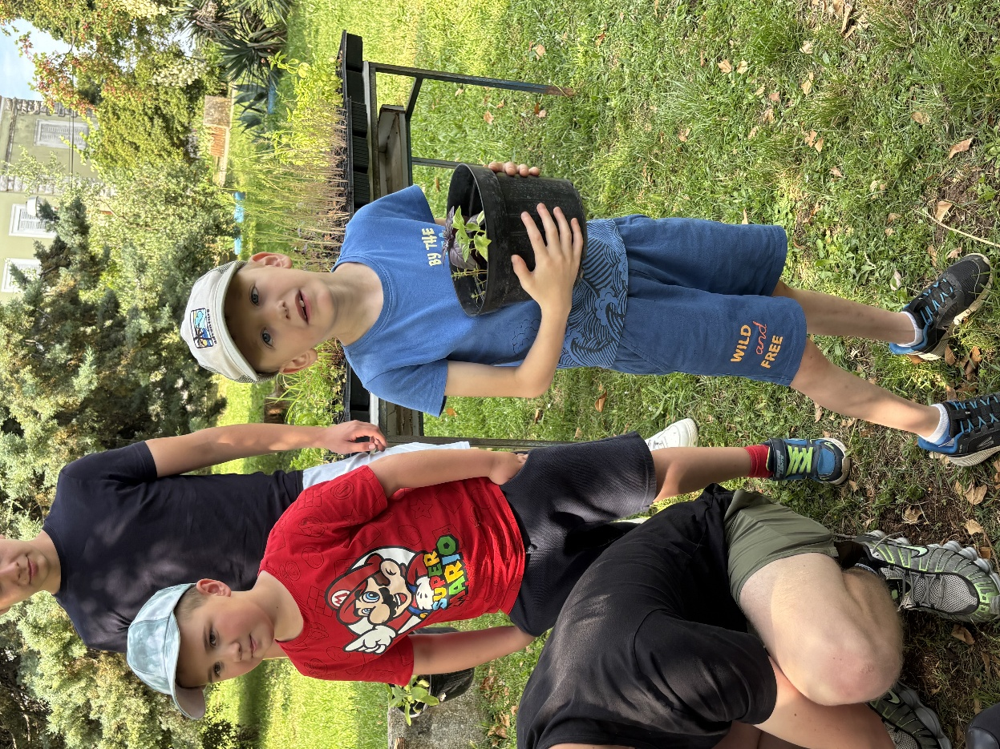 BY THE
WILD
and
FREE
SUPER
MARIO
M